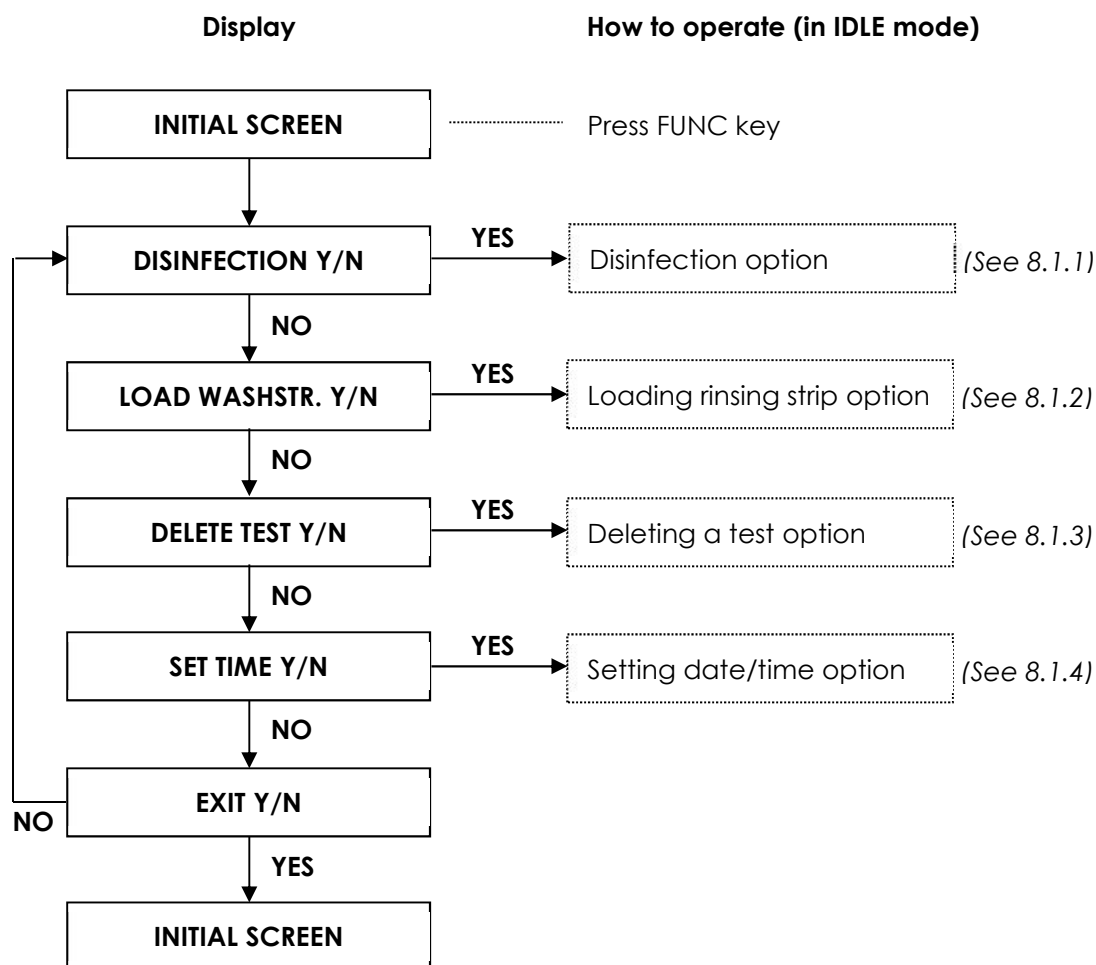 Display
How to operate (in IDLE mode)
INITIAL SCREEN
Press FUNC key
DISINFECTION Y/N
YES
Disinfection option
(See 8.1.1)
NO
LOAD WASHSTR. Y/N
YES
Loading rinsing strip option
(See 8.1.2)
NO
DELETE TEST Y/N
YES
Deleting a test option
(See 8.1.3)
NO
SET TIME Y/N
YES
Setting date/time option
(See 8.1.4)
NO
EXIT Y/N
NO
YES
INITIAL SCREEN